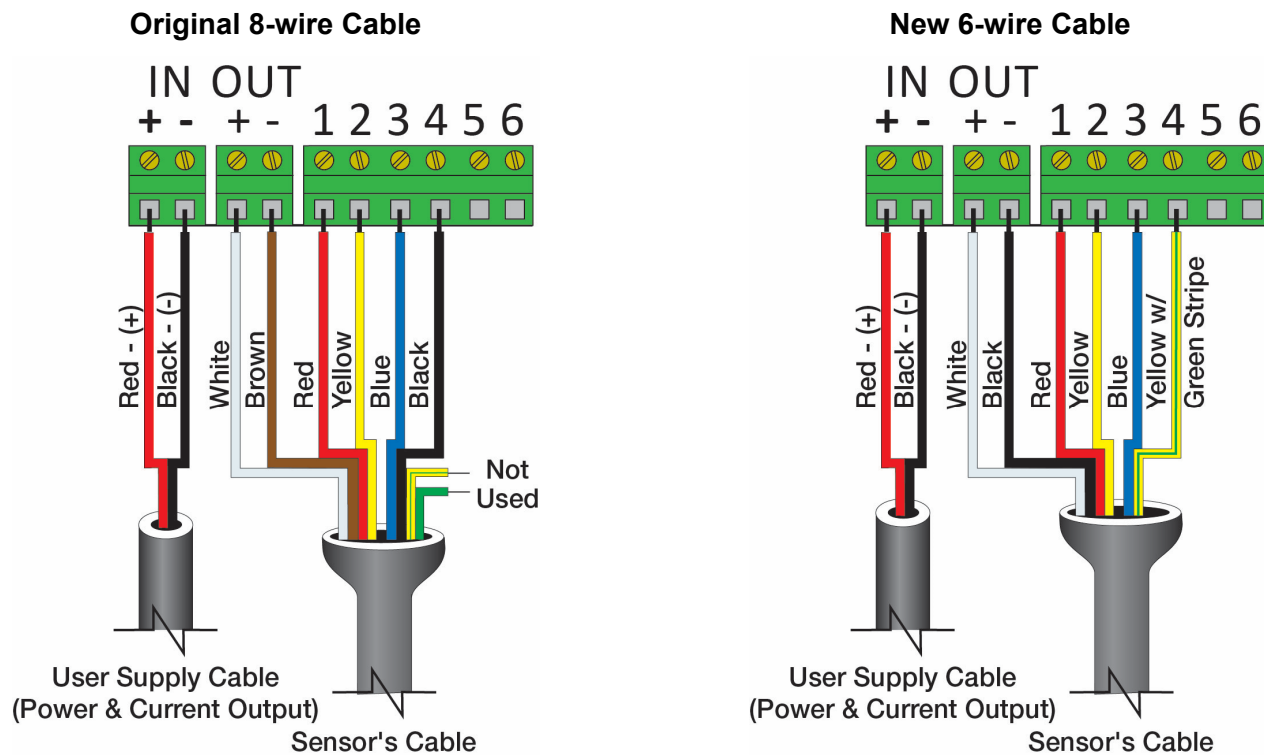 Original 8-wire Cable
IN OUT
+ - + - 1 2 3 4 5 6
Red - (+)
Black - (-)
White
Brown
Red
Yellow
Blue
Black
Not
Used
User Supply Cable
(Power & Current Output)
Sensor's Cable
New 6-wire Cable
IN OUT
+ - + - 1 2 3 4 5 6
Red - (+)
Black - (-)
White
Black
Red
Yellow
Blue
Yellow w/
Green Stripe
User Supply Cable
(Power & Current Output)
Sensor's Cable